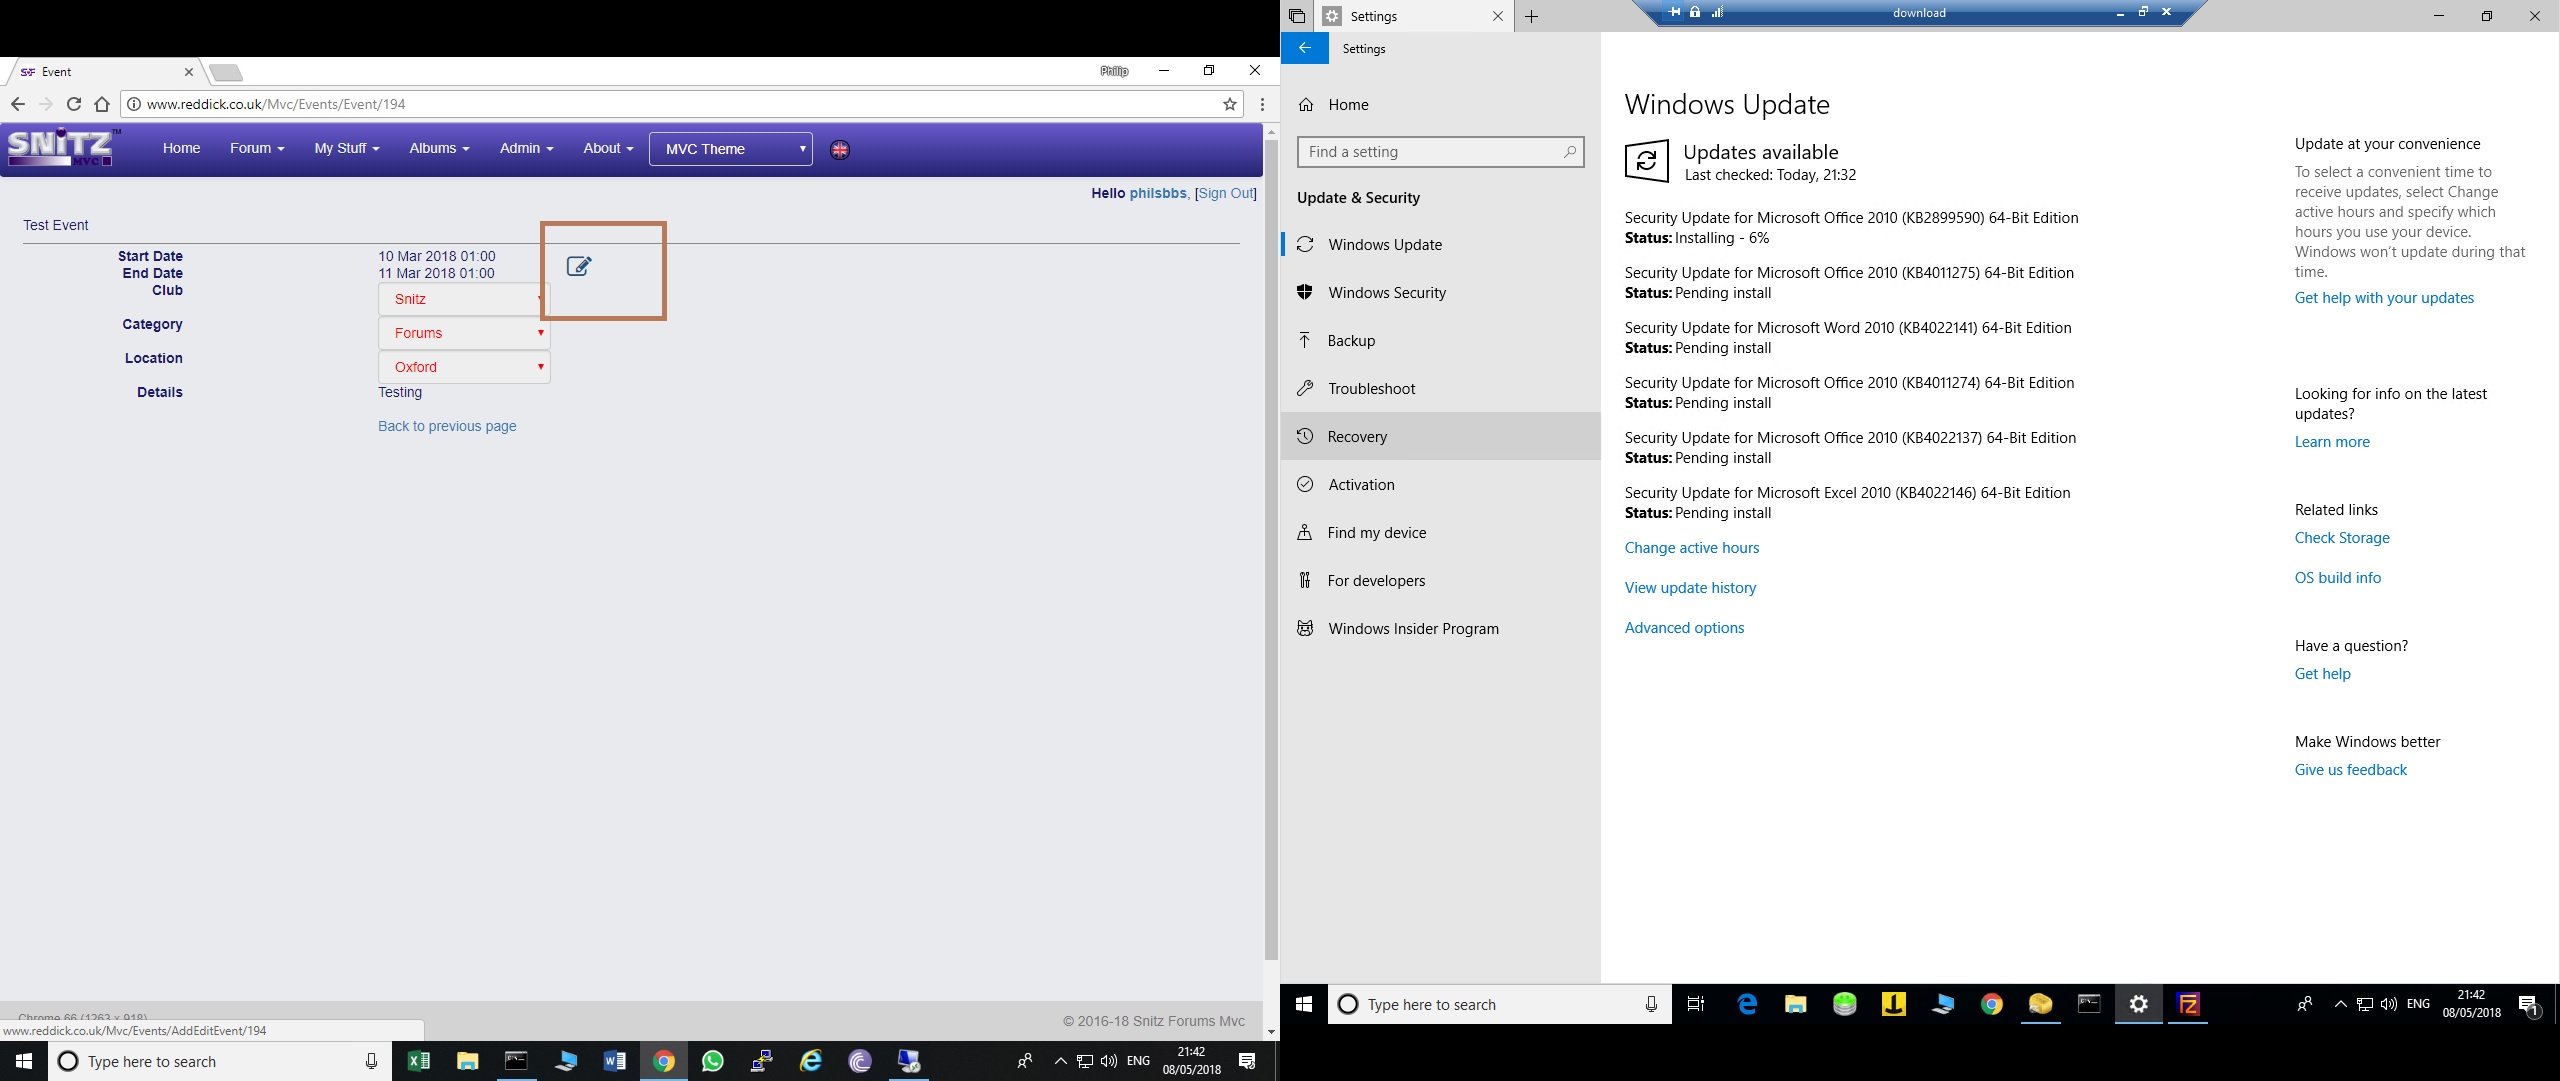 Event
Philip
www.reddick.co.uk/Mvc/Events/Event/194
SNiTZ™
MVC
Home Forum My Stuff Albums Admin About MVC Theme
Hello philsbbs, [Sign Out]
Test Event
Start Date 10 Mar 2018 01:00
End Date 11 Mar 2018 01:00
Club Snitz
Category Forums
Location Oxford
Details Testing
Back to previous page
Chrome 66 (1263 x 918)
© 2016-18 Snitz Forums Mvc
www.reddick.co.uk/Mvc/Events/AddEditEvent/194
Type here to search
ENG
21:42
08/05/2018
Settings
download
Settings
Home
Find a setting
Update & Security
Windows Update
Windows Security
Backup
Troubleshoot
Recovery
Activation
Find my device
For developers
Windows Insider Program
Windows Update
Updates available
Last checked: Today, 21:32
Security Update for Microsoft Office 2010 (KB2899590) 64-Bit Edition
Status: Installing - 6%
Security Update for Microsoft Office 2010 (KB4011275) 64-Bit Edition
Status: Pending install
Security Update for Microsoft Word 2010 (KB4022141) 64-Bit Edition
Status: Pending install
Security Update for Microsoft Office 2010 (KB4011274) 64-Bit Edition
Status: Pending install
Security Update for Microsoft Office 2010 (KB4022137) 64-Bit Edition
Status: Pending install
Security Update for Microsoft Excel 2010 (KB4022146) 64-Bit Edition
Status: Pending install
Change active hours
View update history
Advanced options
Update at your convenience
To select a convenient time to
receive updates, select Change
active hours and specify which
hours you use your device.
Windows won't update during that
time.
Get help with your updates
Looking for info on the latest
updates?
Learn more
Related links
Check Storage
OS build info
Have a question?
Get help
Make Windows better
Give us feedback
Type here to search
ENG
21:42
08/05/2018
1